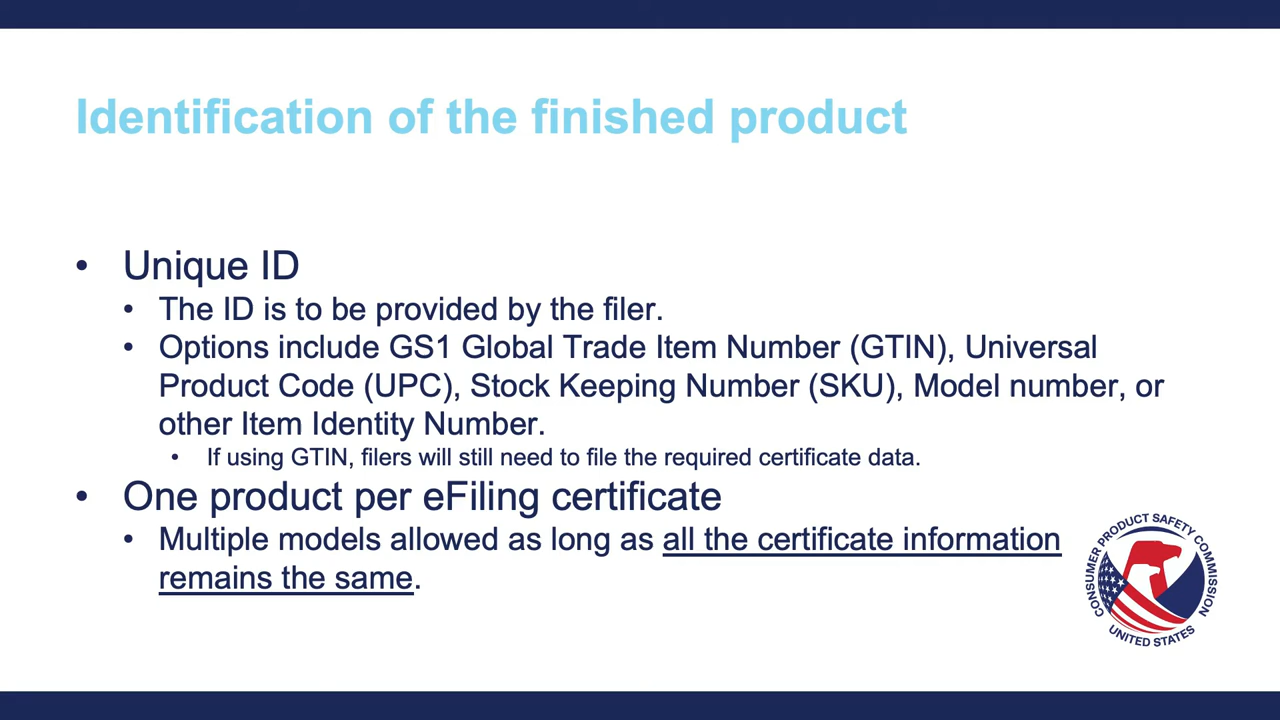 Identification of the finished product
• Unique ID
• The ID is to be provided by the filer.
• Options include GS1 Global Trade Item Number (GTIN), Universal
Product Code (UPC), Stock Keeping Number (SKU), Model number, or
other Item Identity Number.
• If using GTIN, filers will still need to file the required certificate data.
• One product per eFiling certificate
• Multiple models allowed as long as all the certificate information
remains the same.
CONSUMER PRODUCT SAFETY COMMISSION
UNITED STATES